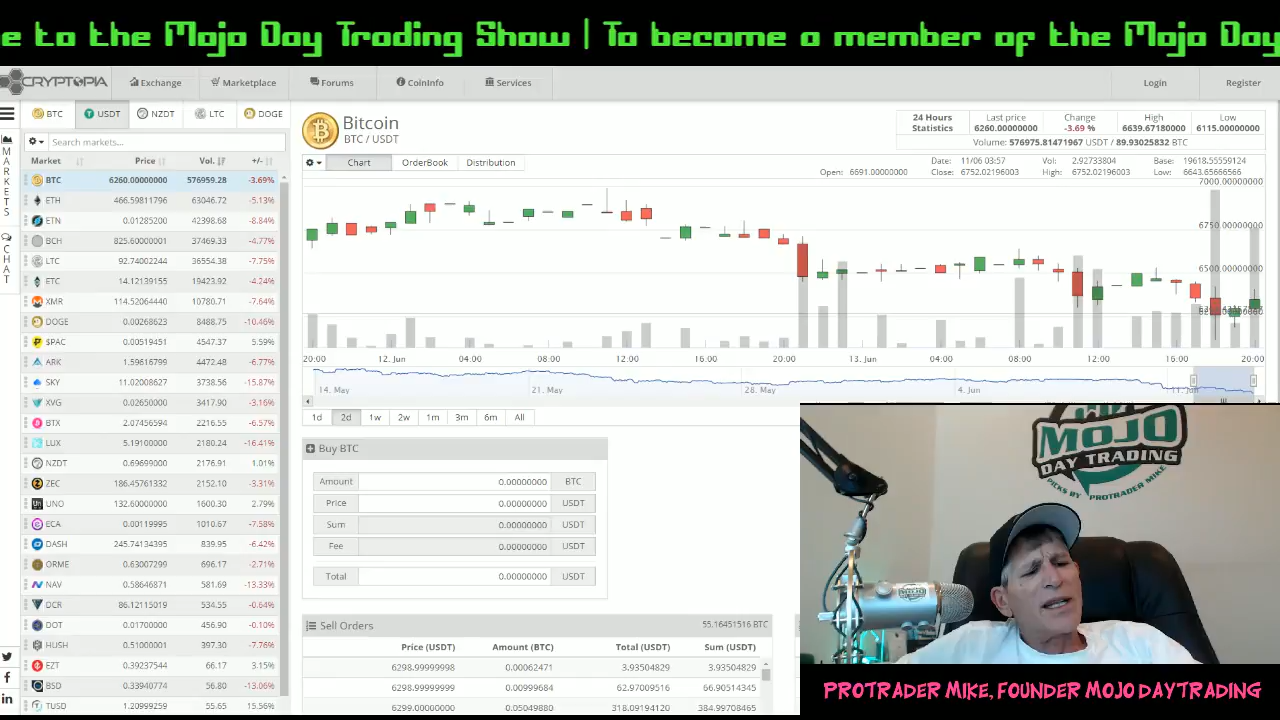 e to the Mojo Day Trading Show | To become a member of the Mojo Day
CRYPTOPIA Exchange Marketplace Forums CoinInfo Services Login Register
BTC USDT NZDT LTC DOGE
Search markets...
Market Price Vol. +/-
BTC 6260.00000000 576959.28 -3.69%
ETH 466.59811796 63046.72 -5.13%
ETN 0.01285200 42398.68 -8.84%
BCH 825.60000001 37469.33 -4.77%
LTC 92.74002244 36554.38 -7.75%
ETC 14.12139155 19423.92 -4.24%
XMR 114.52064440 10780.71 -7.64%
DOGE 0.00268623 8488.75 -10.46%
$PAC 0.00519451 4547.37 5.59%
ARK 1.59616799 4472.48 -6.77%
SKY 11.02008627 3738.56 -15.87%
XVG 0.02650000 3417.90 -3.16%
BTX 2.07456594 2216.55 -6.57%
LUX 5.19100000 2180.24 -16.41%
NZDT 0.69699000 2176.91 1.01%
ZEC 186.45761332 2152.10 -3.31%
UNO 132.60000000 1600.30 2.79%
ECA 0.00119995 1010.67 -7.58%
DASH 245.74134395 839.95 -6.42%
ORME 0.63007299 696.17 -2.71%
NAV 0.58646871 581.69 -13.33%
DCR 86.12115019 534.55 -0.64%
DOT 0.01700000 456.90 -0.10%
HUSH 0.51000001 397.30 -7.76%
EZT 0.39237544 66.17 3.15%
BSD 0.33940774 56.80 -13.06%
TUSD 1.20999259 55.65 15.56%
MARKETS
CHAT
Bitcoin
BTC / USDT
24 Hours Statistics
Last price 6260.00000000
Change -3.69 %
High 6639.67180000
Low 6115.00000000
Volume: 576975.81471967 USDT / 89.93025832 BTC
Chart OrderBook Distribution
Date: 11/06 03:57 Vol: 2.92733804 Base: 19618.55559124
Open: 6691.00000000 Close: 6752.02196003 High: 6752.02196003 Low: 6643.65666566
7000.00000000
6750.00000000
6500.00000000
20:00 12. Jun 04:00 08:00 12:00 16:00 20:00 13. Jun 04:00 08:00 12:00 16:00 20:00
14. May 21. May 28. May 4. Jun 11. Jun
1d 2d 1w 2w 1m 3m 6m All
Buy BTC
Amount 0.00000000 BTC
Price 0.00000000 USDT
Sum 0.00000000 USDT
Fee 0.00000000 USDT
Total 0.00000000 USDT
Sell Orders 55.16451516 BTC
Price (USDT) Amount (BTC) Total (USDT) Sum (USDT)
6298.99999998 0.00062471 3.93504829 3.93504829
6298.99999999 0.00999684 62.97009516 66.90514345
6299.00000000 0.05049880 318.09194120 384.99708465
MOJO
DAY TRADING
PICKS BY PROTRADER MIKE
PROTRADER MIKE, FOUNDER MOJO DAYTRADING